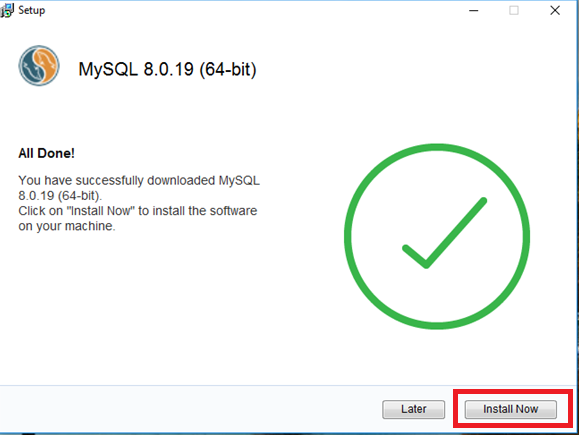 Setup
MySQL 8.0.19 (64-bit)
All Done!
You have successfully downloaded MySQL
8.0.19 (64-bit).
Click on "Install Now" to install the software
on your machine.
Later
Install Now